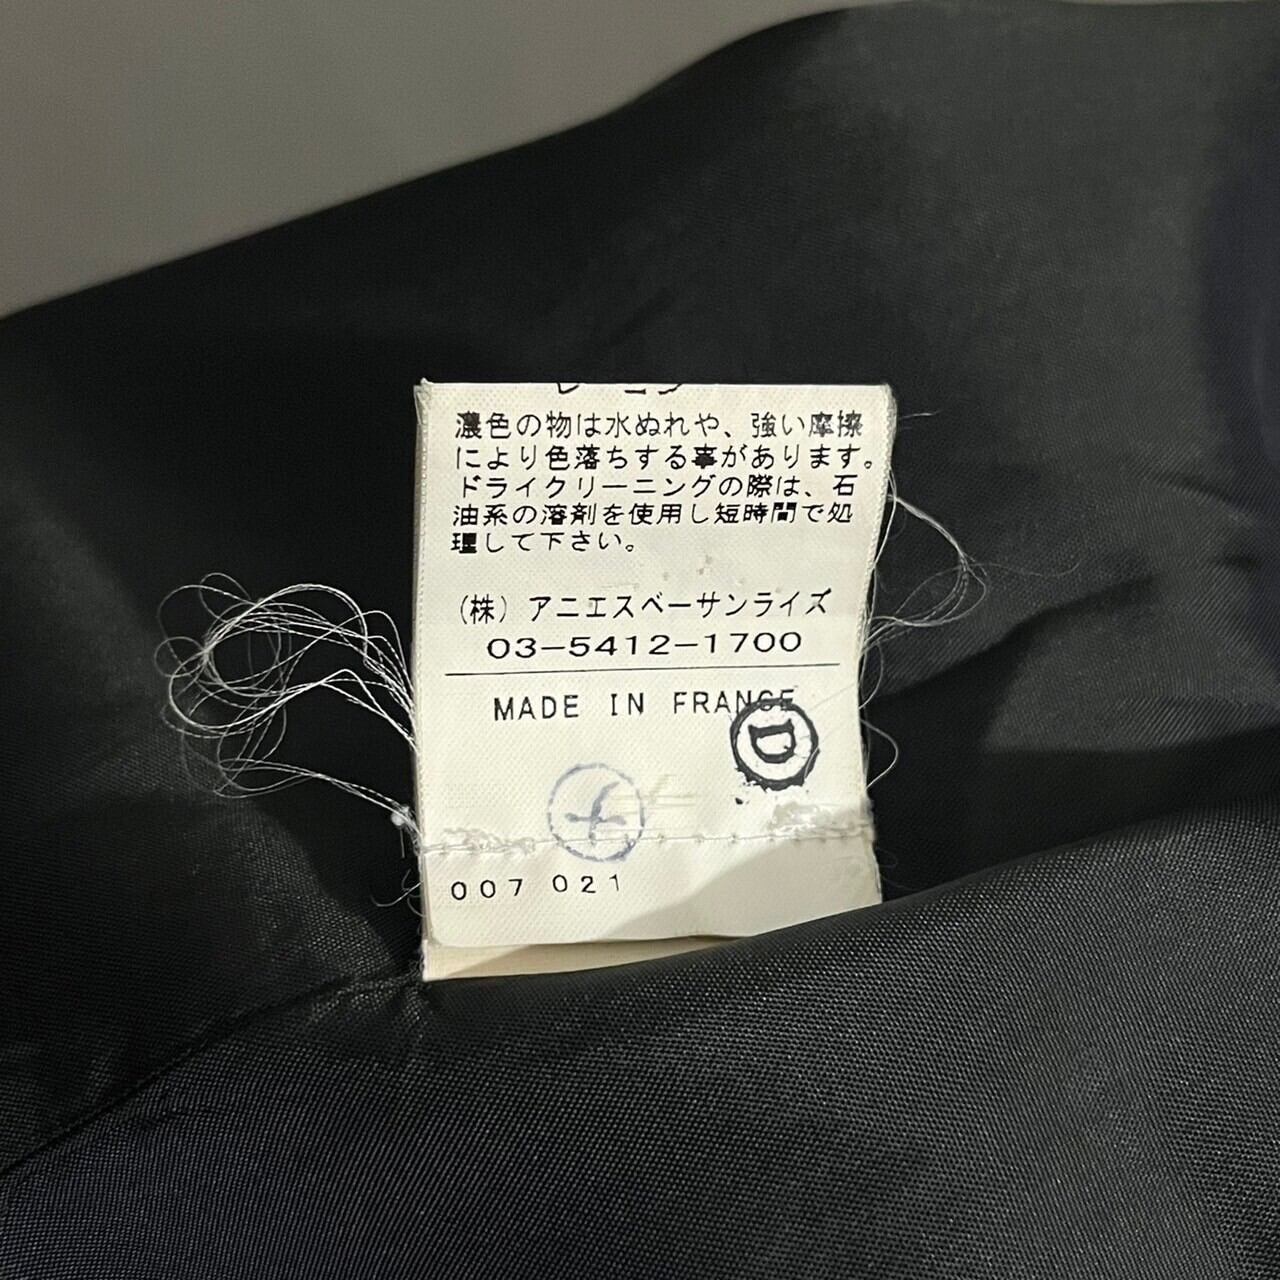 レーヨン
濃色の物は水ぬれや、強い摩擦
により色落ちする事があります。
ドライクリーニングの際は、石
油系の溶剤を使用し短時間で処
理して下さい。
(株) アニエスベーサンライズ
03-5412-1700
MADE IN FRANCE
D
007 021